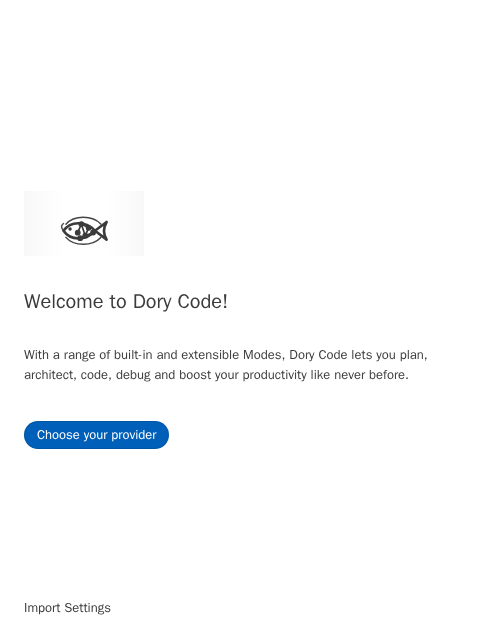 Welcome to Dory Code!
With a range of built-in and extensible Modes, Dory Code lets you plan,
architect, code, debug and boost your productivity like never before.
Choose your provider
Import Settings